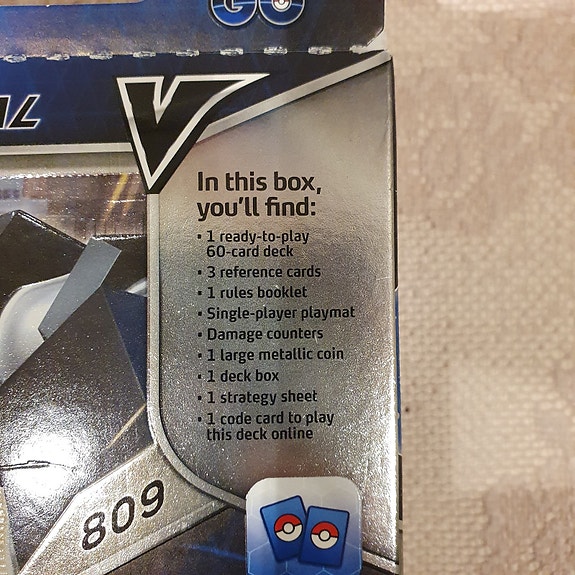 GO
AL
V
In this box,
you'll find:
• 1 ready-to-play
60-card deck
• 3 reference cards
• 1 rules booklet
• Single-player playmat
• Damage counters
• 1 large metallic coin
• 1 deck box
• 1 strategy sheet
• 1 code card to play
this deck online
809